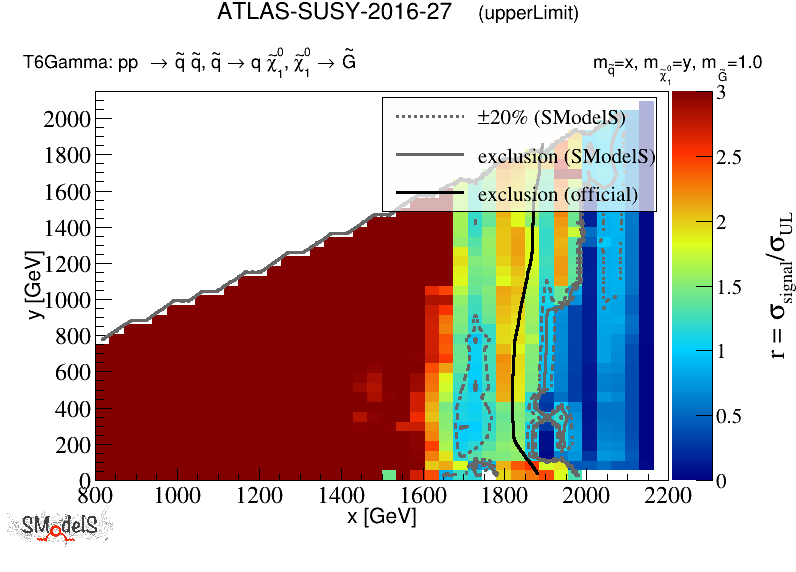 ATLAS-SUSY-2016-27 (upperLimit)
T6Gamma: pp → q̃ q̃, q̃ → q χ̃₁⁰, χ̃₁⁰ → G̃
m_q̃=x, m_χ̃₁⁰=y, m_G̃=1.0
±20% (SModelS)
exclusion (SModelS)
exclusion (official)
y [GeV]
2000
1800
1600
1400
1200
1000
800
600
400
200
0
800 1000 1200 1400 1600 1800 2000 2200
x [GeV]
3
2.5
2
1.5
1
0.5
0
r = σ_signal/σ_UL
SModelS